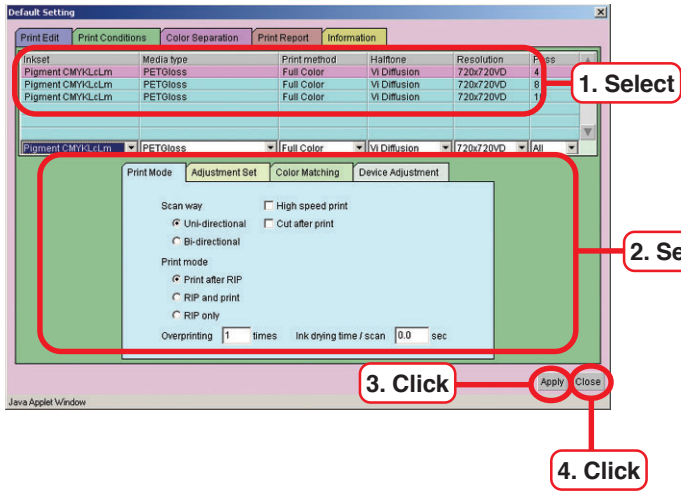 Default Setting
Print Edit Print Conditions Color Separation Print Report Information
Inkset Media type Print method Halftone Resolution
Pigment CMYKLcLm PETGloss Full Color Vi Diffusion 720x720VD 4
Pigment CMYKLcLm PETGloss Full Color Vi Diffusion 720x720VD 8
Pigment CMYKLcLm PETGloss Full Color Vi Diffusion 720x720VD
1. Select
Pigment CMYKLcLm PETGloss Full Color Vi Diffusion 720x720VD All
Print Mode Adjustment Set Color Matching Device Adjustment
Scan way High speed print
Uni-directional Cut after print
Bi-directional
2. Se
Print mode
Print after RIP
RIP and print
RIP only
Overprinting 1 times Ink drying time / scan 0.0 sec
3. Click
Apply Close
Java Applet Window
4. Click